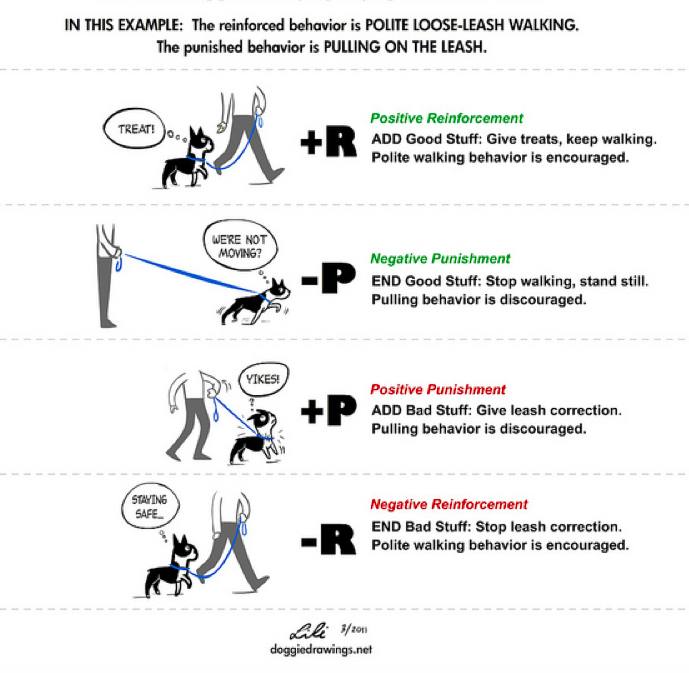 IN THIS EXAMPLE: The reinforced behavior is POLITE LOOSE-LEASH WALKING.
The punished behavior is PULLING ON THE LEASH.
TREAT!
+R
Positive Reinforcement
ADD Good Stuff: Give treats, keep walking.
Polite walking behavior is encouraged.
WE'RE NOT
MOVING?
-P
Negative Punishment
END Good Stuff: Stop walking, stand still.
Pulling behavior is discouraged.
YIKES!
+P
Positive Punishment
ADD Bad Stuff: Give leash correction.
Pulling behavior is discouraged.
STAYING
SAFE...
-R
Negative Reinforcement
END Bad Stuff: Stop leash correction.
Polite walking behavior is encouraged.
Lili 3/2011
doggiedrawings.net